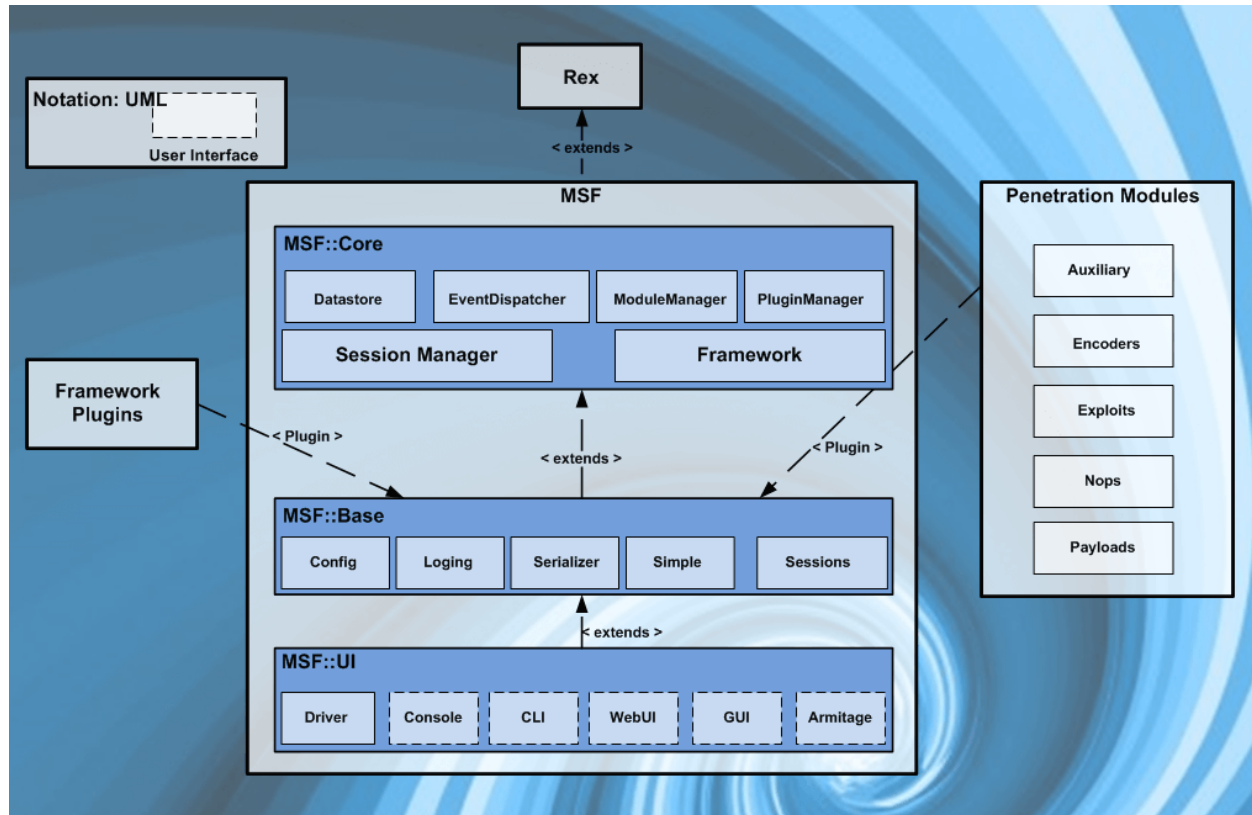 Rex
Notation: UML
User Interface
< extends >
MSF
Penetration Modules
MSF::Core
Datastore
EventDispatcher
ModuleManager
PluginManager
Session Manager
Framework
Auxiliary
Encoders
Exploits
Nops
Payloads
Framework
Plugins
< Plugin >
< extends >
< Plugin >
MSF::Base
Config
Loging
Serializer
Simple
Sessions
< extends >
MSF::UI
Driver
Console
CLI
WebUI
GUI
Armitage